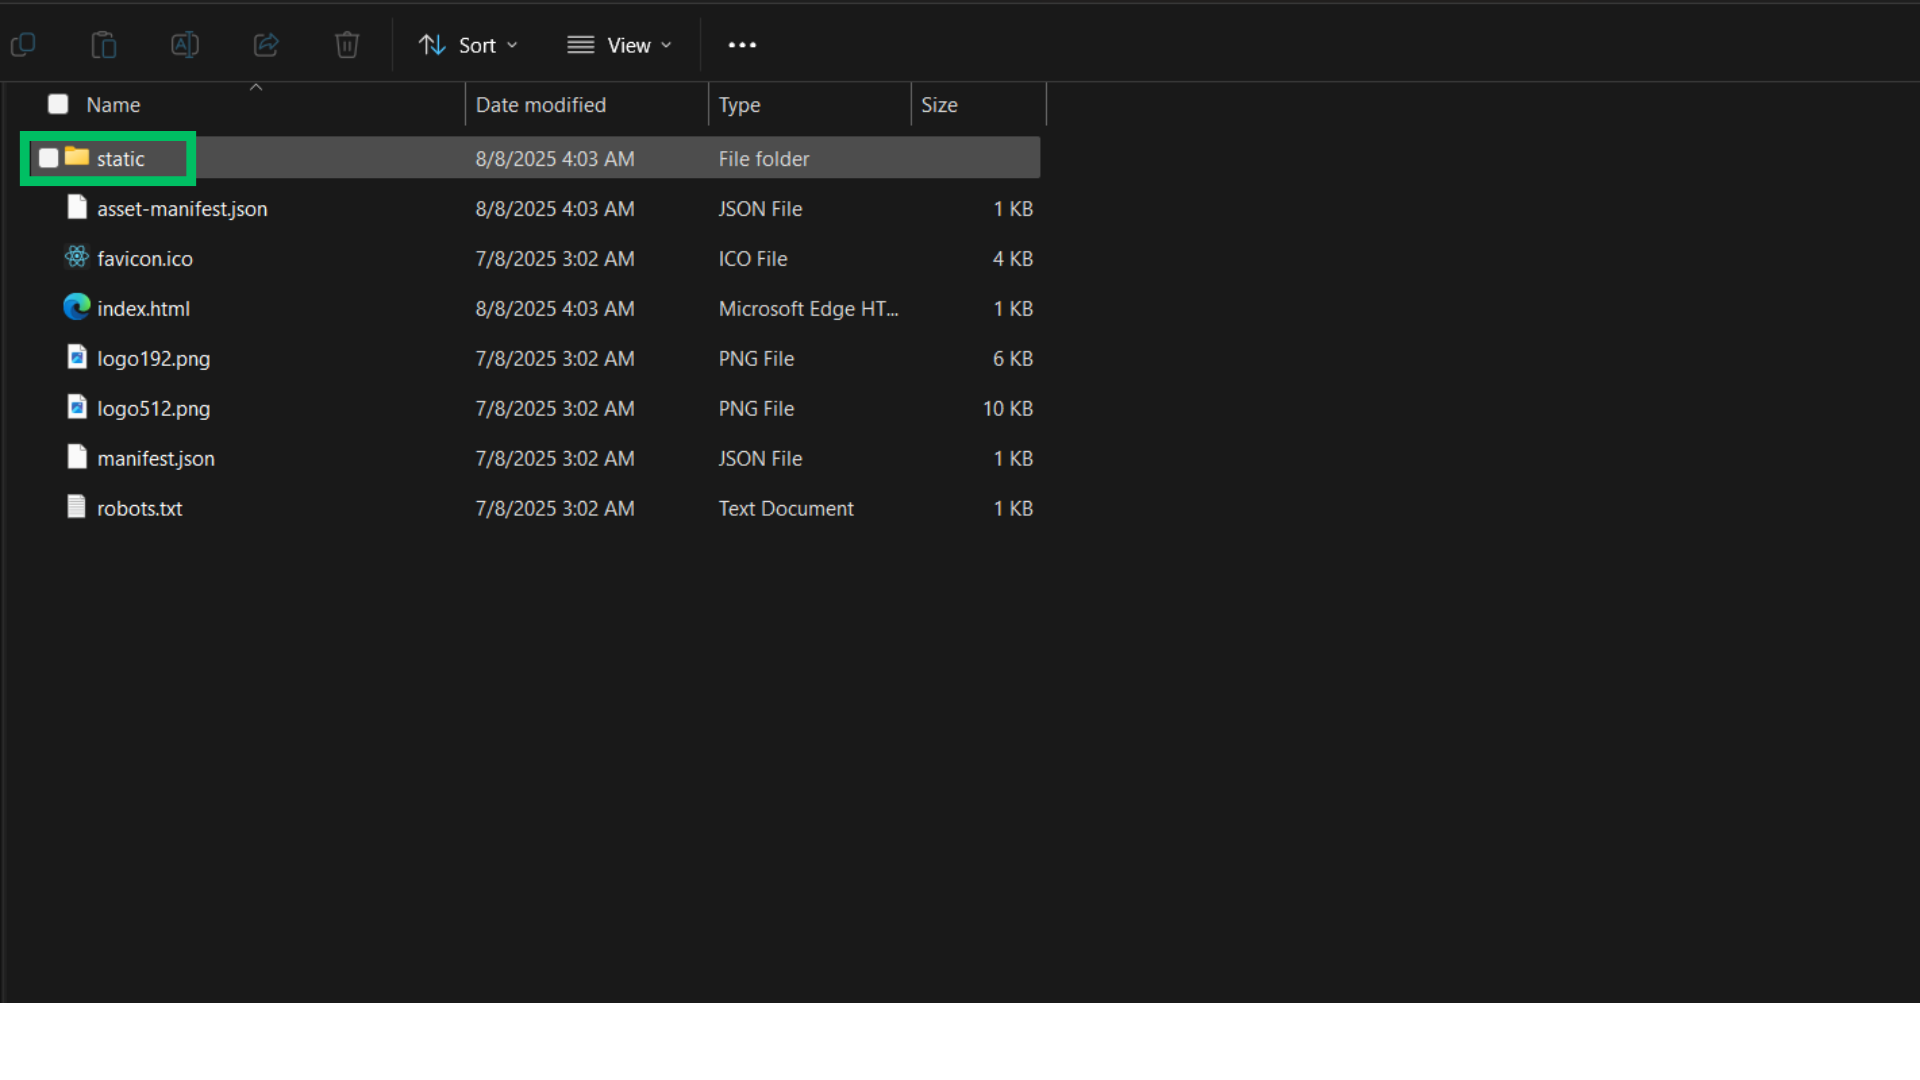 Sort View
Name Date modified Type Size
static 8/8/2025 4:03 AM File folder
asset-manifest.json 8/8/2025 4:03 AM JSON File 1 KB
favicon.ico 7/8/2025 3:02 AM ICO File 4 KB
index.html 8/8/2025 4:03 AM Microsoft Edge HT... 1 KB
logo192.png 7/8/2025 3:02 AM PNG File 6 KB
logo512.png 7/8/2025 3:02 AM PNG File 10 KB
manifest.json 7/8/2025 3:02 AM JSON File 1 KB
robots.txt 7/8/2025 3:02 AM Text Document 1 KB